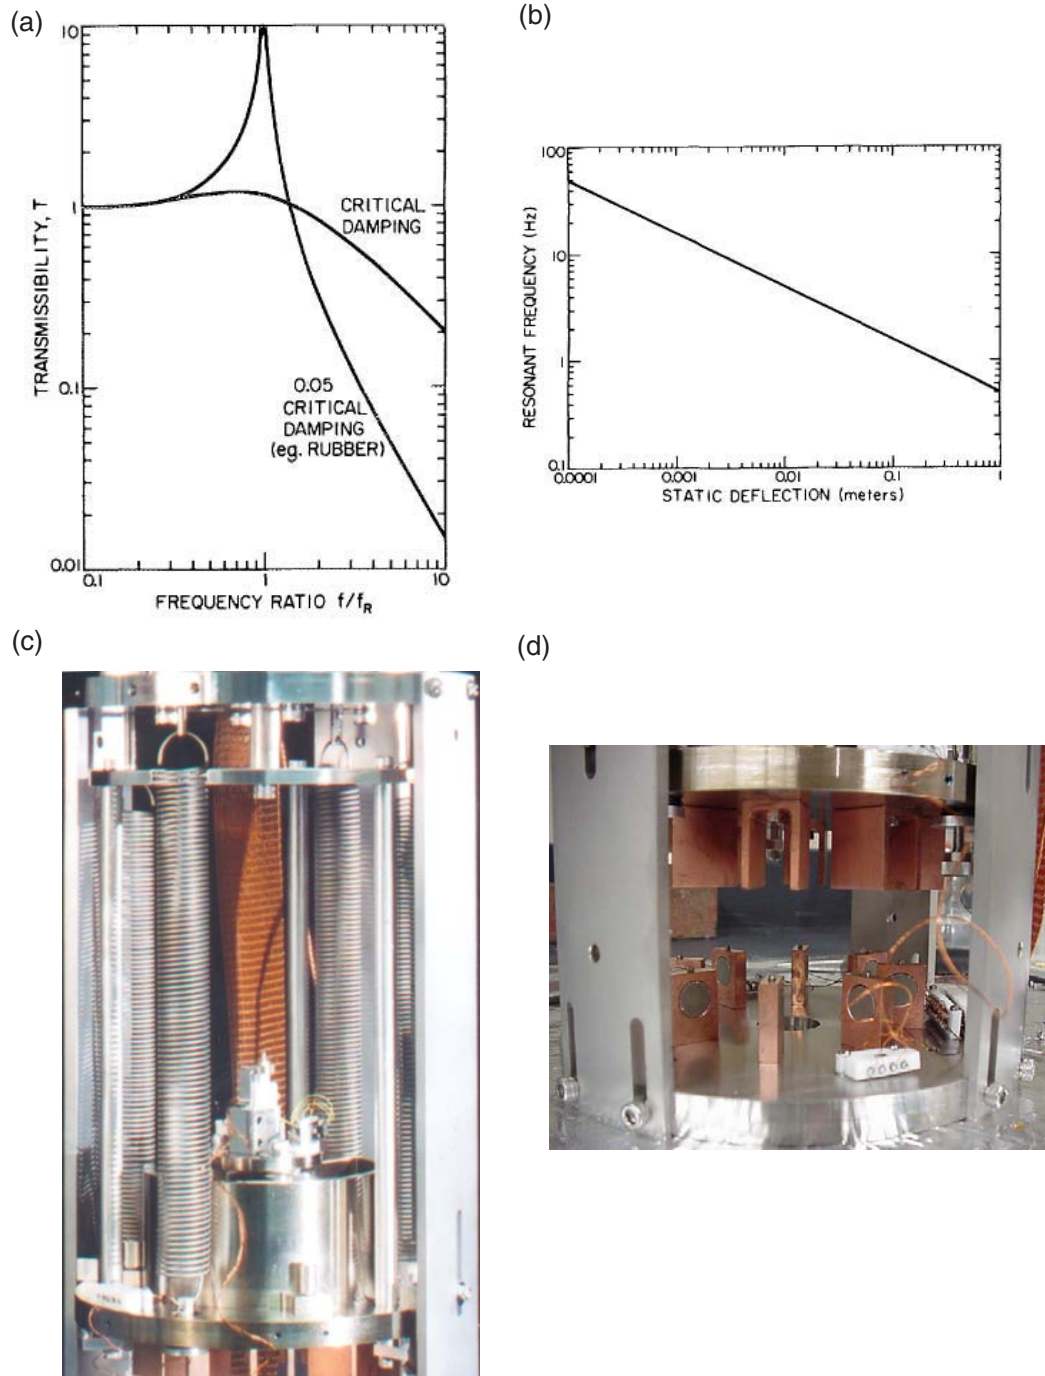 (a)
10
1
0.1
0.01
TRANSMISSIBILITY, T
CRITICAL
DAMPING
0.05
CRITICAL
DAMPING
(eg. RUBBER)
0.1
1
10
FREQUENCY RATIO f/fR
(b)
100
10
1
0.1
RESONANT FREQUENCY (Hz)
0.0001
0.001
0.01
0.1
1
STATIC DEFLECTION (meters)
(c)
(d)